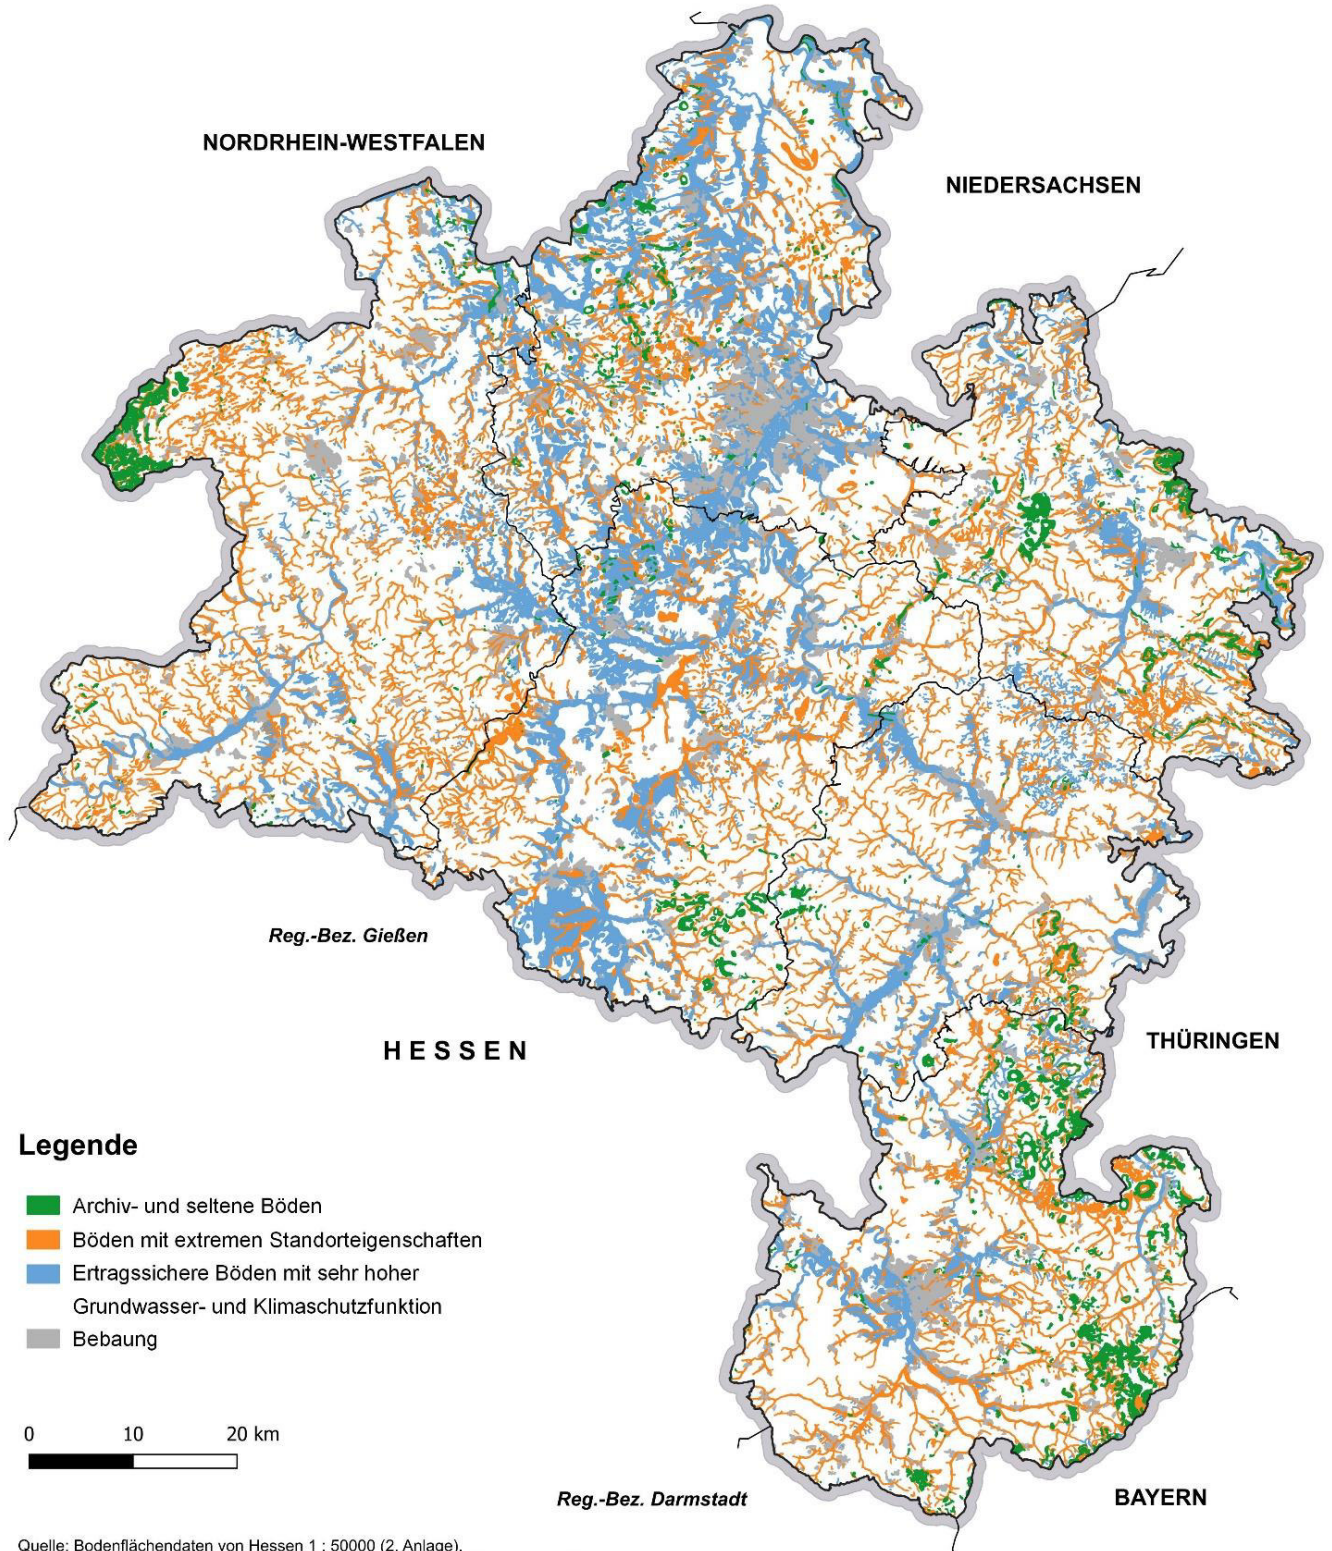 NORDRHEIN-WESTFALEN
NIEDERSACHSEN
Reg.-Bez. Gießen
HESSEN
THÜRINGEN
Legende
Archiv- und seltene Böden
Böden mit extremen Standorteigenschaften
Ertragssichere Böden mit sehr hoher
Grundwasser- und Klimaschutzfunktion
Bebaung
0 10 20 km
Reg.-Bez. Darmstadt
BAYERN
Quelle: Bodenflächendaten von Hessen 1 : 50000 (2. Anlage).